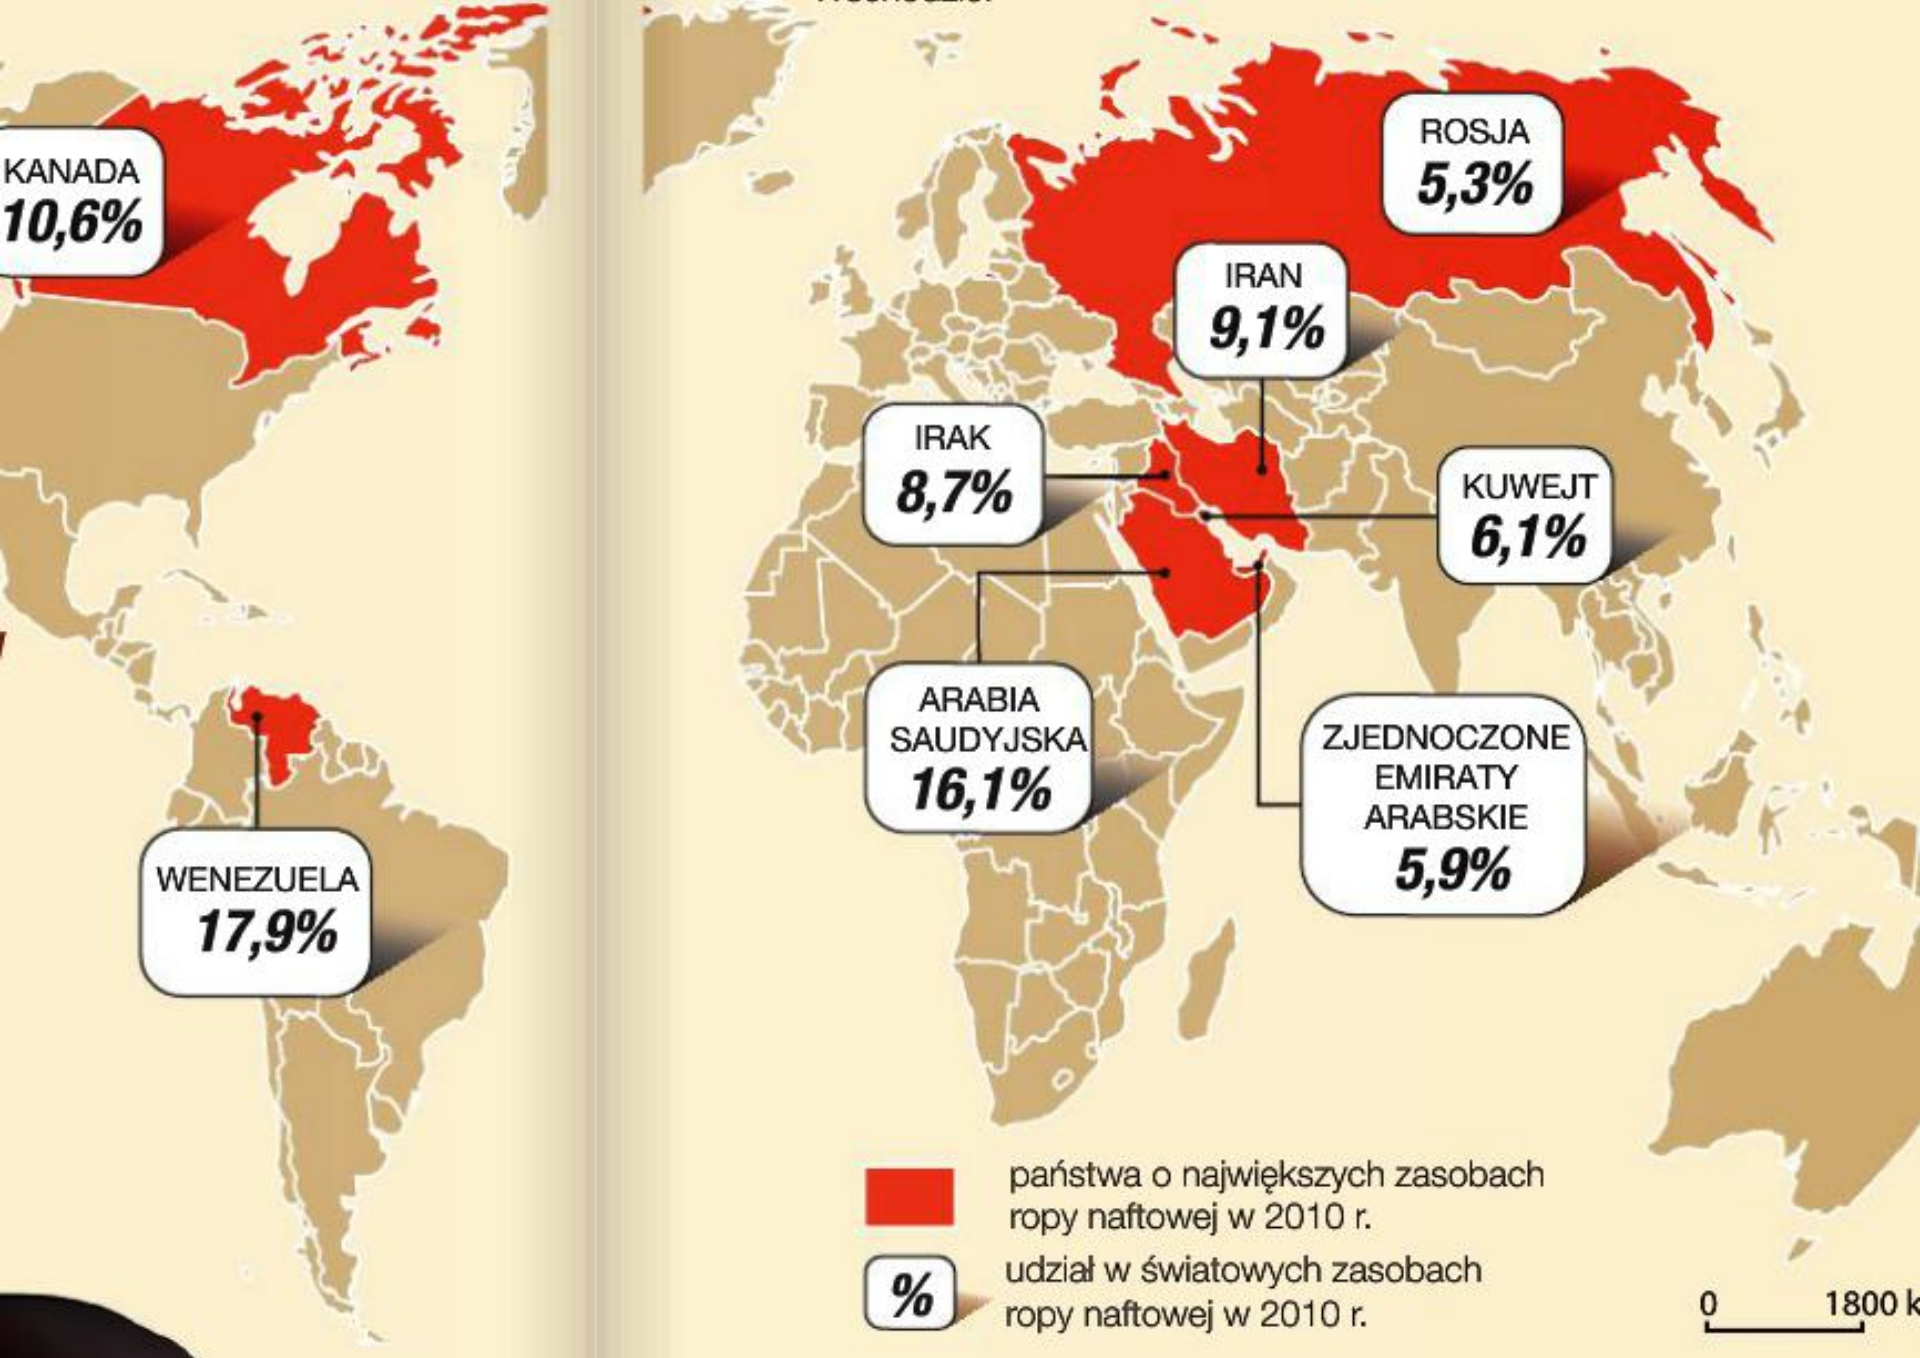 KANADA
10,6%
ROSJA
5,3%
IRAN
9,1%
IRAK
8,7%
KUWEJT
6,1%
ARABIA
SAUDYJSKA
16,1%
ZJEDNOCZONE
EMIRATY
ARABSKIE
5,9%
WENEZUELA
17,9%
państwa o największych zasobach
ropy naftowej w 2010 r.
%
udział w światowych zasobach
ropy naftowej w 2010 r.
0 1800 k